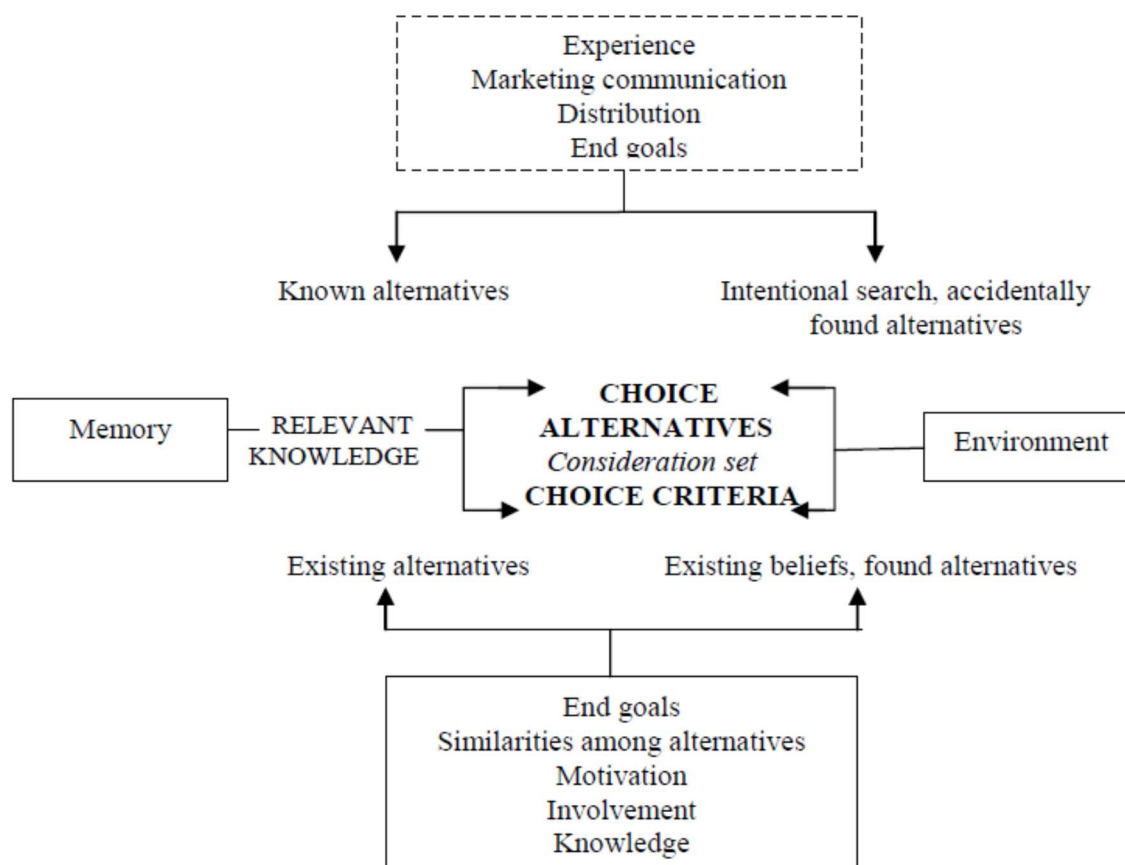 Experience
Marketing communication
Distribution
End goals
Known alternatives
Intentional search, accidentally
found alternatives
Memory
RELEVANT
KNOWLEDGE
CHOICE
ALTERNATIVES
Consideration set
CHOICE CRITERIA
Environment
Existing alternatives
Existing beliefs, found alternatives
End goals
Similarities among alternatives
Motivation
Involvement
Knowledge